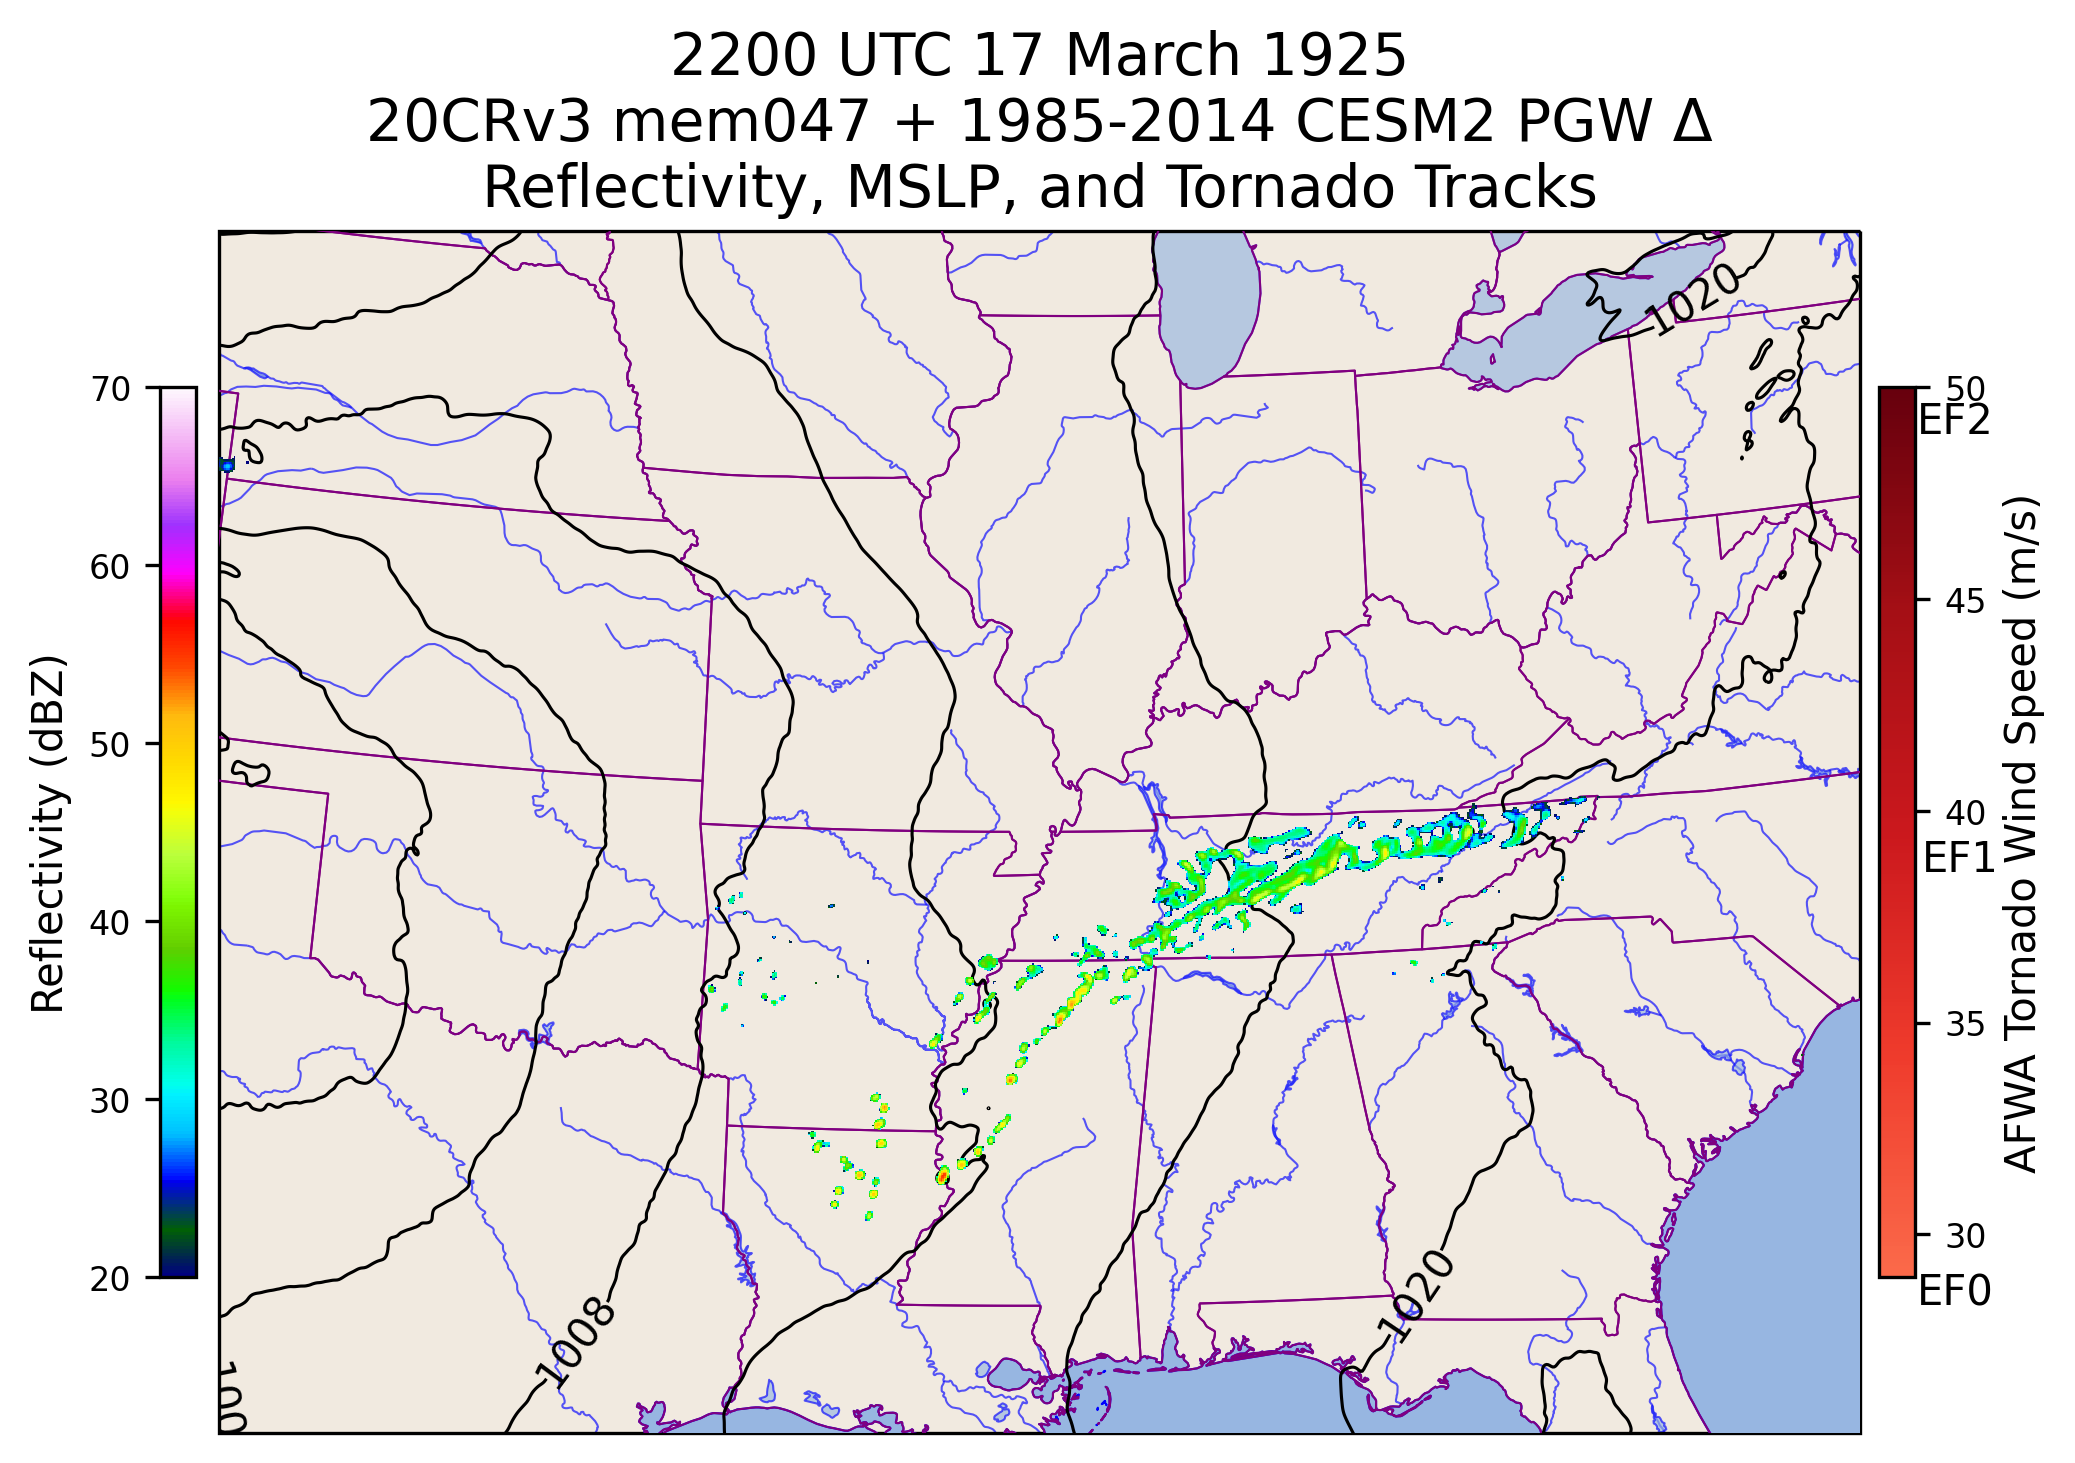 2200 UTC 17 March 1925
20CRv3 mem047 + 1985-2014 CESM2 PGW Δ
Reflectivity, MSLP, and Tornado Tracks
Reflectivity (dBZ)
70
60
50
40
30
20
1020
1008
1020
100
50
EF2
45
40
EF1
35
30
EF0
AFWA Tornado Wind Speed (m/s)